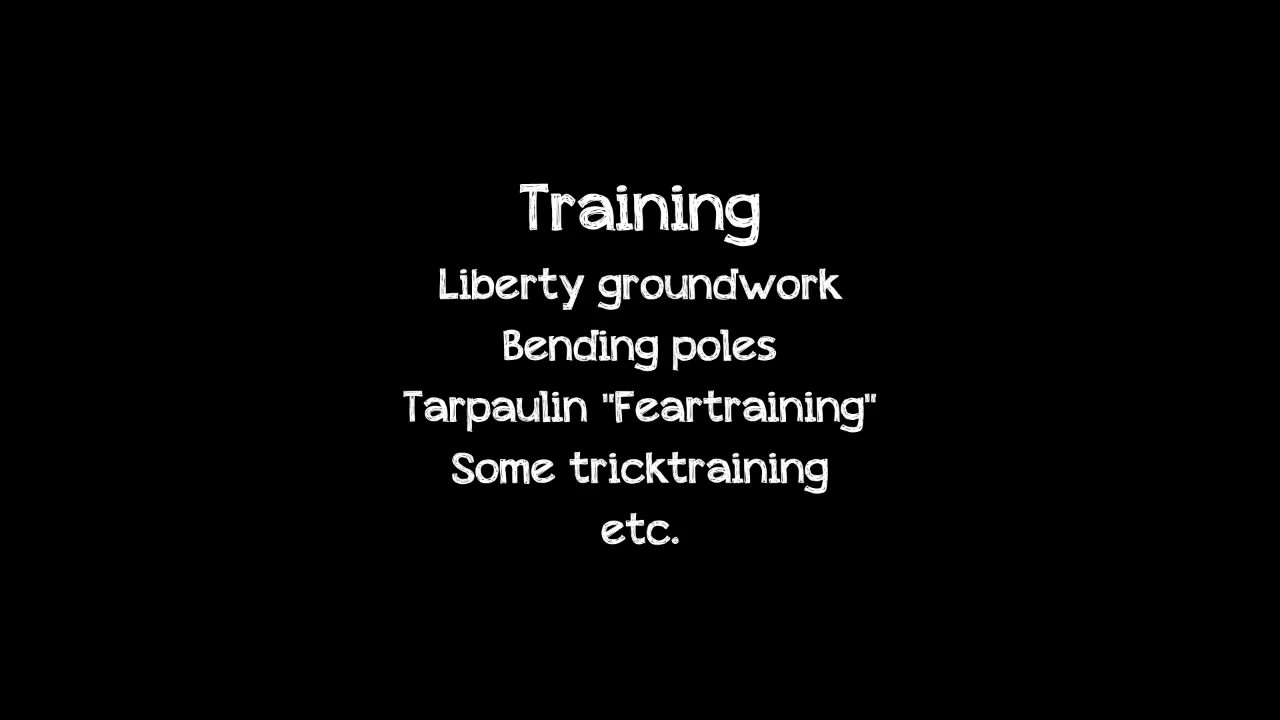 Training
Liberty groundwork
Bending poles
Tarpaulin "Feartraining"
Some tricktraining
etc.